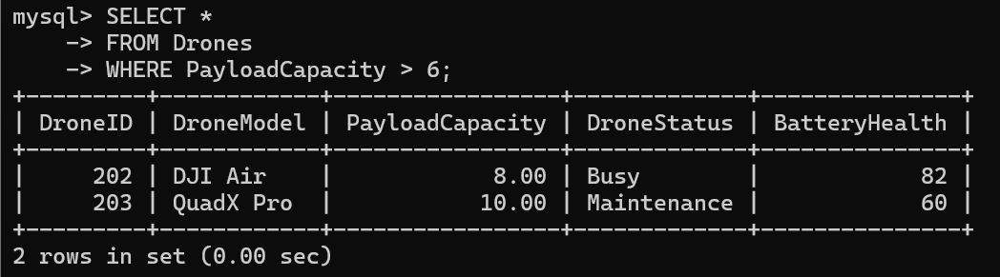 mysql> SELECT *
    -> FROM Drones
    -> WHERE PayloadCapacity > 6;
+---------+------------+-----------------+-------------+---------------+
| DroneID | DroneModel | PayloadCapacity | DroneStatus | BatteryHealth |
+---------+------------+-----------------+-------------+---------------+
|     202 | DJI Air    |            8.00 | Busy        |            82 |
|     203 | QuadX Pro  |           10.00 | Maintenance |            60 |
+---------+------------+-----------------+-------------+---------------+
2 rows in set (0.00 sec)